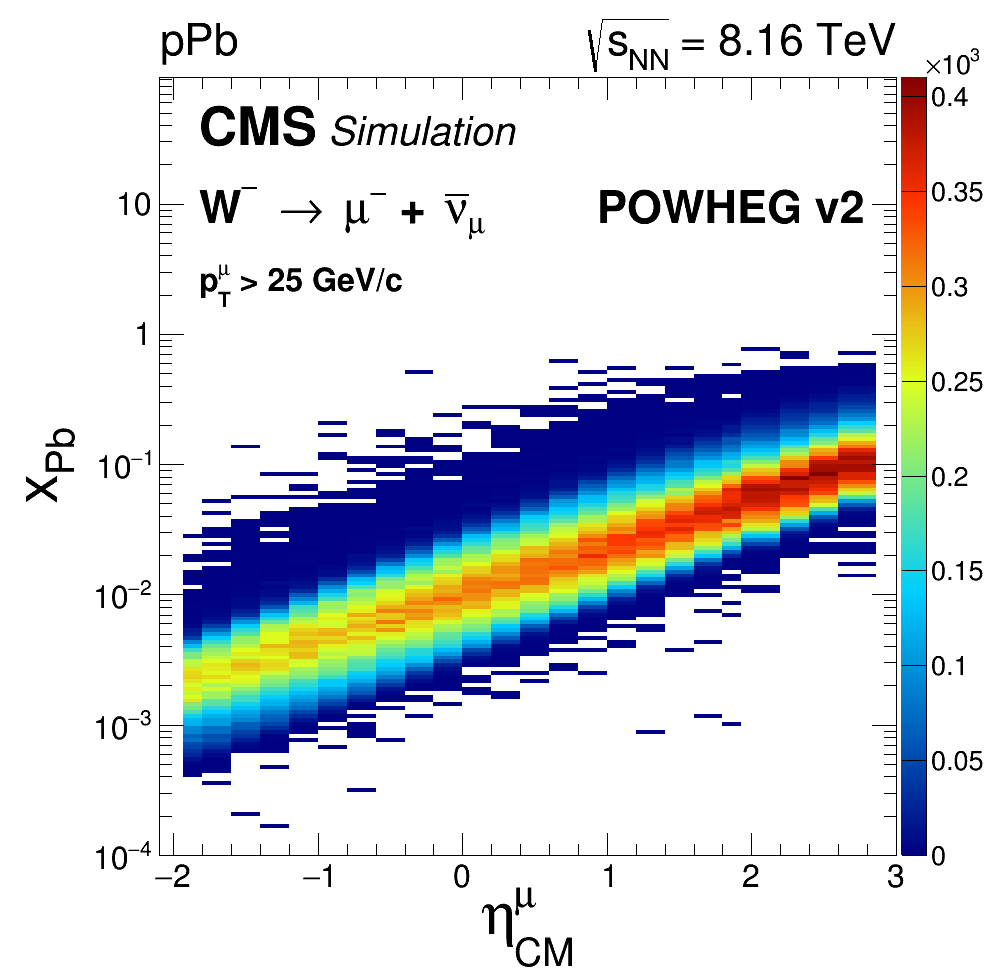 pPb √s_NN = 8.16 TeV
×10³
CMS Simulation
W⁻ → μ⁻ + ν̄_μ POWHEG v2
p_T^μ > 25 GeV/c
x_Pb
10
1
10⁻¹
10⁻²
10⁻³
10⁻⁴
0.4
0.35
0.3
0.25
0.2
0.15
0.1
0.05
0
−2 −1 0 1 2 3
η_CM^μ